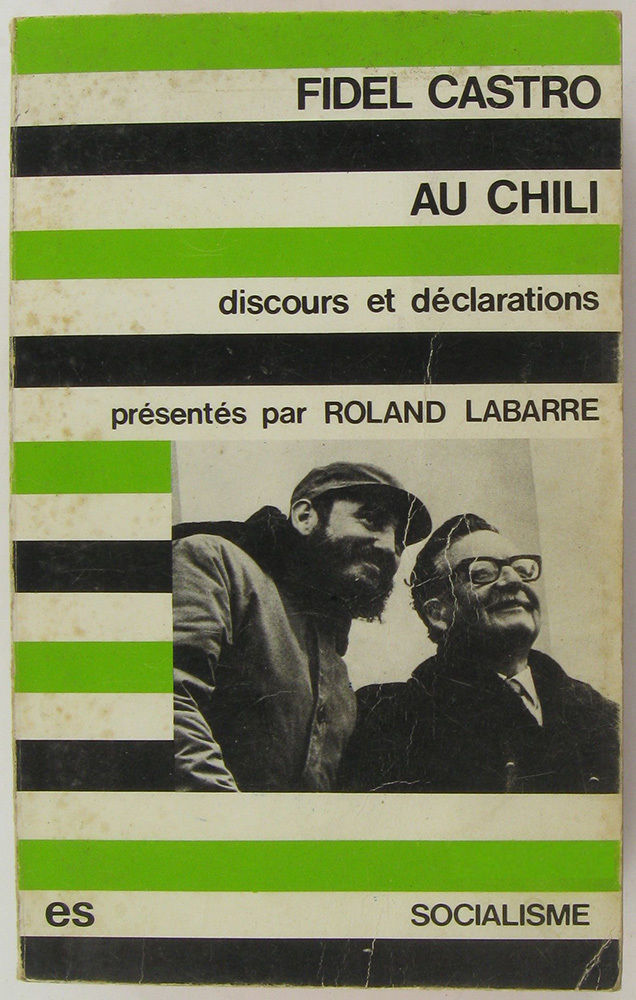 FIDEL CASTRO
AU CHILI
discours et déclarations
présentés par ROLAND LABARRE
es SOCIALISME